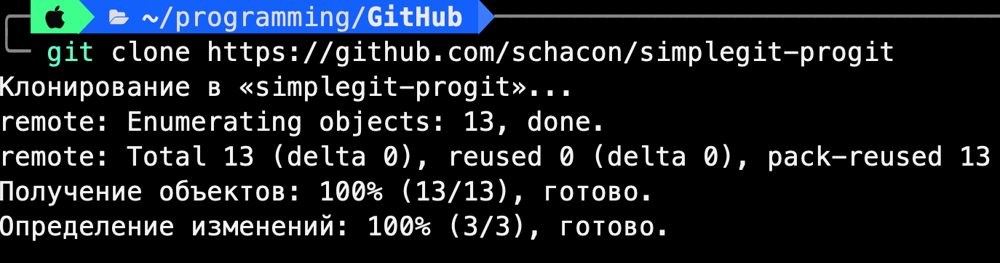 ~/programming/GitHub
git clone https://github.com/schacon/simplegit-progit
Клонирование в «simplegit-progit»...
remote: Enumerating objects: 13, done.
remote: Total 13 (delta 0), reused 0 (delta 0), pack-reused 13
Получение объектов: 100% (13/13), готово.
Определение изменений: 100% (3/3), готово.